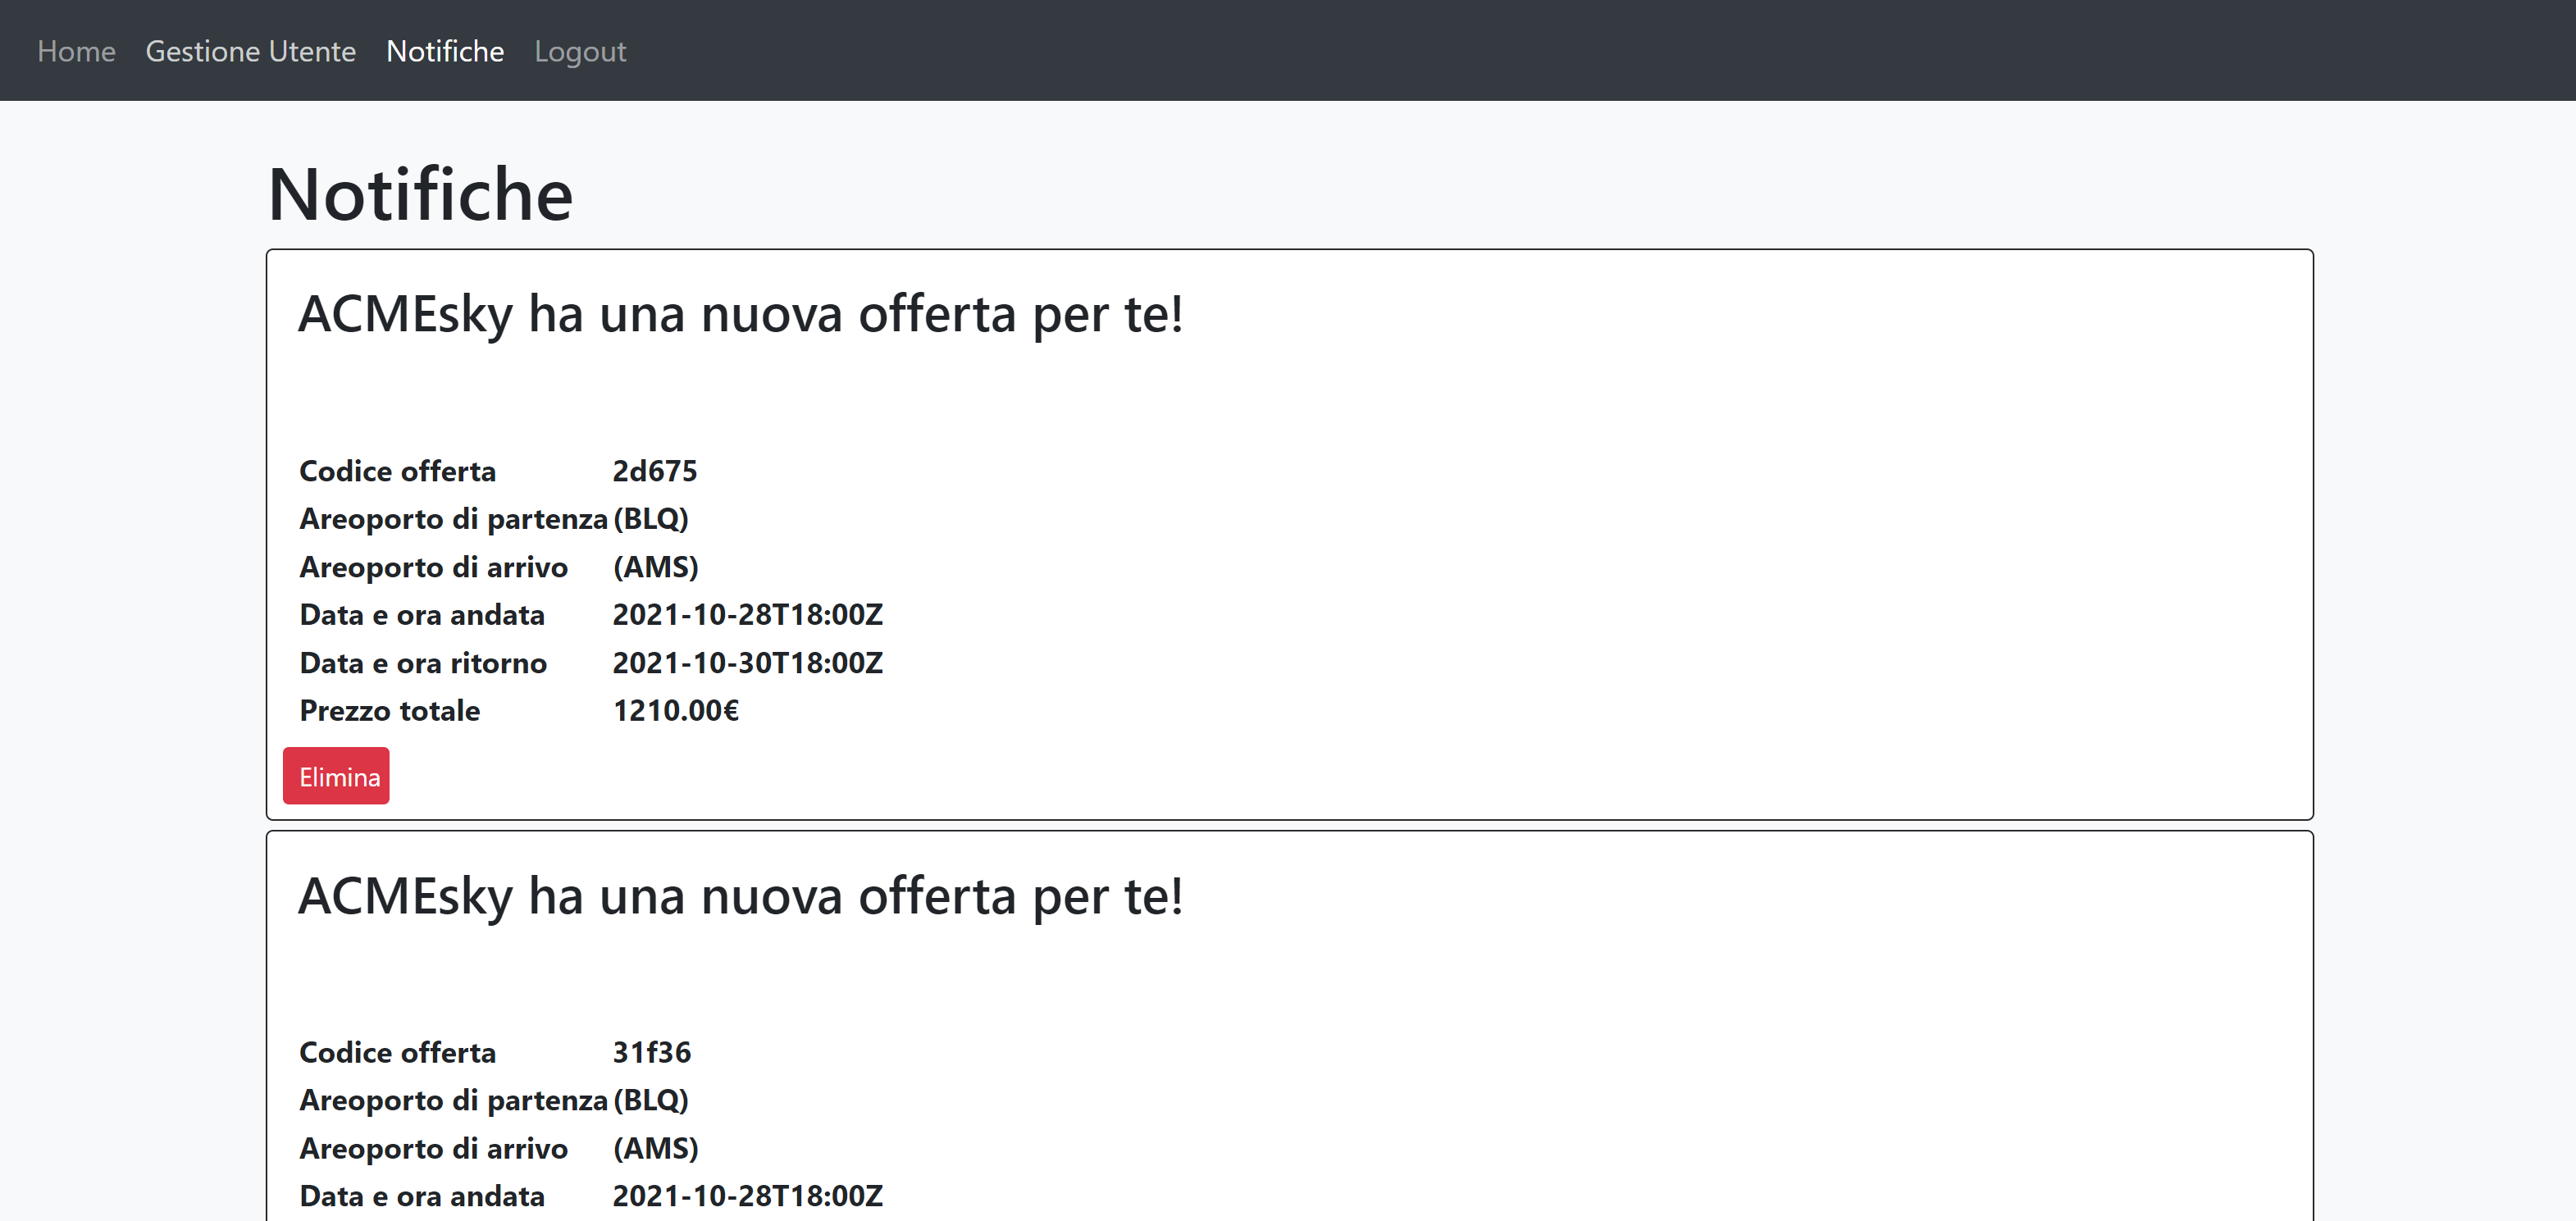 Home Gestione Utente Notifiche Logout
Notifiche
ACMEsky ha una nuova offerta per te!
Codice offerta 2d675
Areoporto di partenza (BLQ)
Areoporto di arrivo (AMS)
Data e ora andata 2021-10-28T18:00Z
Data e ora ritorno 2021-10-30T18:00Z
Prezzo totale 1210.00€
Elimina
ACMEsky ha una nuova offerta per te!
Codice offerta 31f36
Areoporto di partenza (BLQ)
Areoporto di arrivo (AMS)
Data e ora andata 2021-10-28T18:00Z